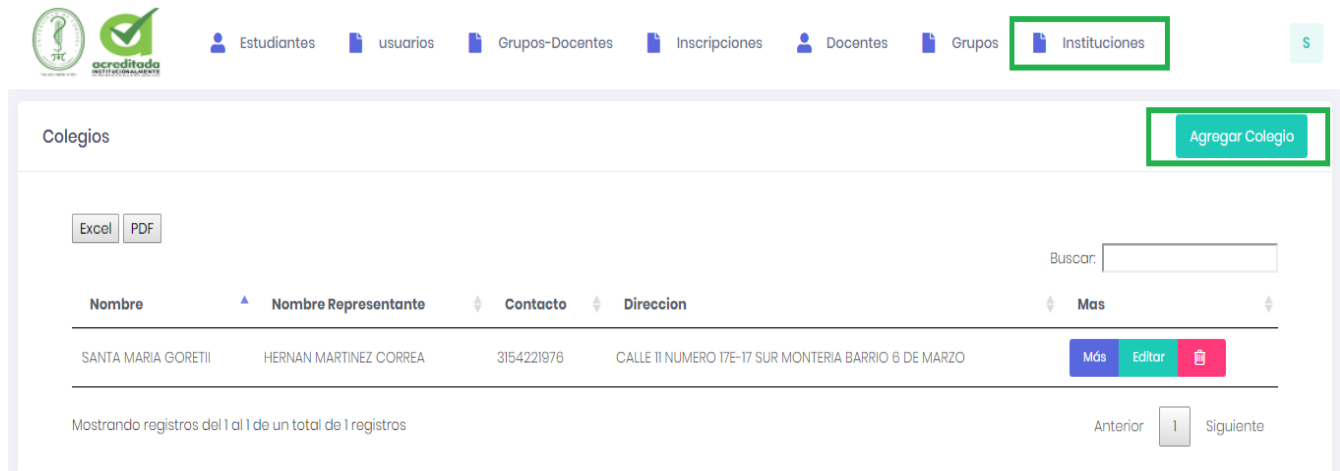 acreditada
INSTITUCIONALMENTE
Estudiantes usuarios Grupos-Docentes Inscripciones Docentes Grupos Instituciones S
Colegios Agregar Colegio
Excel PDF
Buscar:
Nombre Nombre Representante Contacto Direccion Mas
SANTA MARIA GORETII HERNAN MARTINEZ CORREA 3154221976 CALLE 11 NUMERO 17E-17 SUR MONTERIA BARRIO 6 DE MARZO Más Editar
Mostrando registros del 1 al 1 de un total de 1 registros Anterior 1 Siguiente